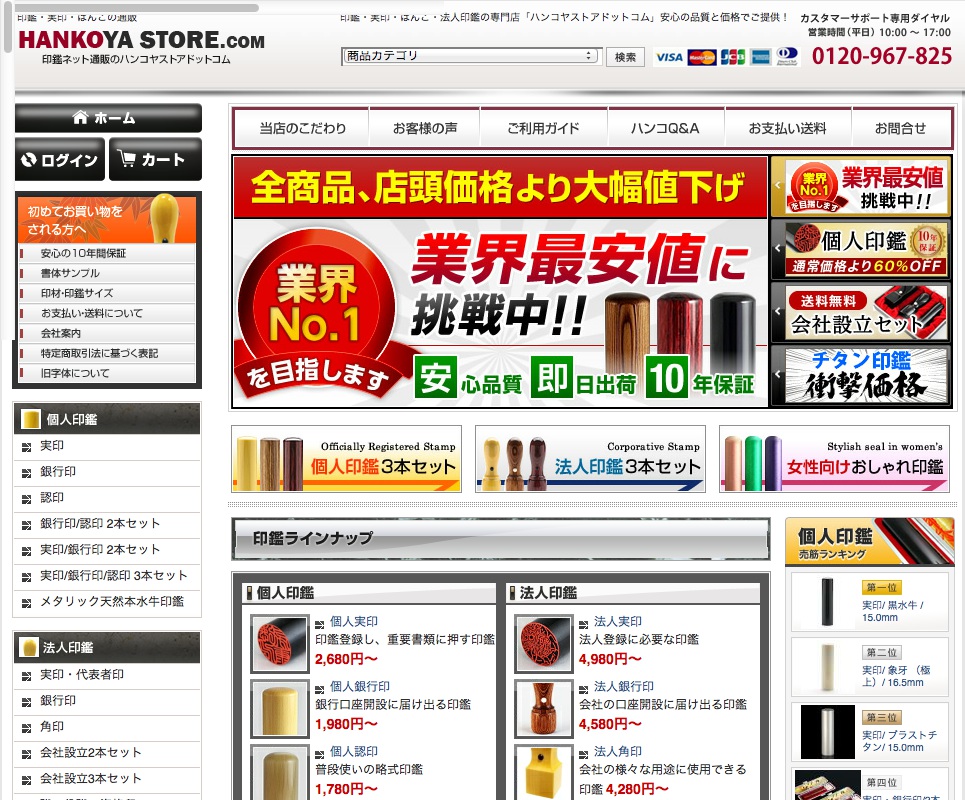 印鑑・実印・はんこの通販
印鑑・実印・はんこ・法人印鑑の専門店「ハンコヤストアドットコム」安心の品質と価格でご提供！
カスタマーサポート専用ダイヤル
営業時間(平日) 10:00 〜 17:00
0120-967-825
HANKOYA STORE.COM
印鑑ネット通販のハンコヤストアドットコム
商品カテゴリ
検索
VISA
MasterCard
JCB
ホーム
ログイン
カート
当店のこだわり
お客様の声
ご利用ガイド
ハンコQ&A
お支払い送料
お問合せ
初めてお買い物を
される方へ
安心の10年間保証
書体サンプル
印材・印鑑サイズ
お支払い・送料について
会社案内
特定商取引法に基づく表記
旧字体について
全商品、店頭価格より大幅値下げ
業界
No.1
を目指します
業界最安値に
挑戦中!!
安心品質 即日出荷 10年保証
業界
No.1
を目指します
業界最安値
挑戦中!!
個人印鑑
10年
保証
通常価格より60%OFF
送料無料
会社設立セット
チタン印鑑
衝撃価格
Officially Registered Stamp
個人印鑑3本セット
Corporative Stamp
法人印鑑3本セット
Stylish seal in women's
女性向けおしゃれ印鑑
個人印鑑
実印
銀行印
認印
銀行印/認印 2本セット
実印/銀行印 2本セット
実印/銀行印/認印 3本セット
メタリック天然本水牛印鑑
法人印鑑
実印・代表者印
銀行印
角印
会社設立2本セット
会社設立3本セット
印鑑ラインナップ
個人印鑑
個人実印
印鑑登録し、重要書類に押す印鑑
2,680円〜
個人銀行印
銀行口座開設に届け出る印鑑
1,980円〜
個人認印
普段使いの略式印鑑
1,780円〜
法人印鑑
法人実印
法人登録に必要な印鑑
4,980円〜
法人銀行印
会社の口座開設に届け出る印鑑
4,580円〜
法人角印
会社の様々な用途に使用できる
印鑑 4,280円〜
個人印鑑
売筋ランキング
第一位
実印/ 黒水牛 /
15.0mm
第二位
実印/ 象牙 （極
上）/ 16.5mm
第三位
実印/ ブラストチ
タン/ 15.0mm
第四位
実印・銀行印2本